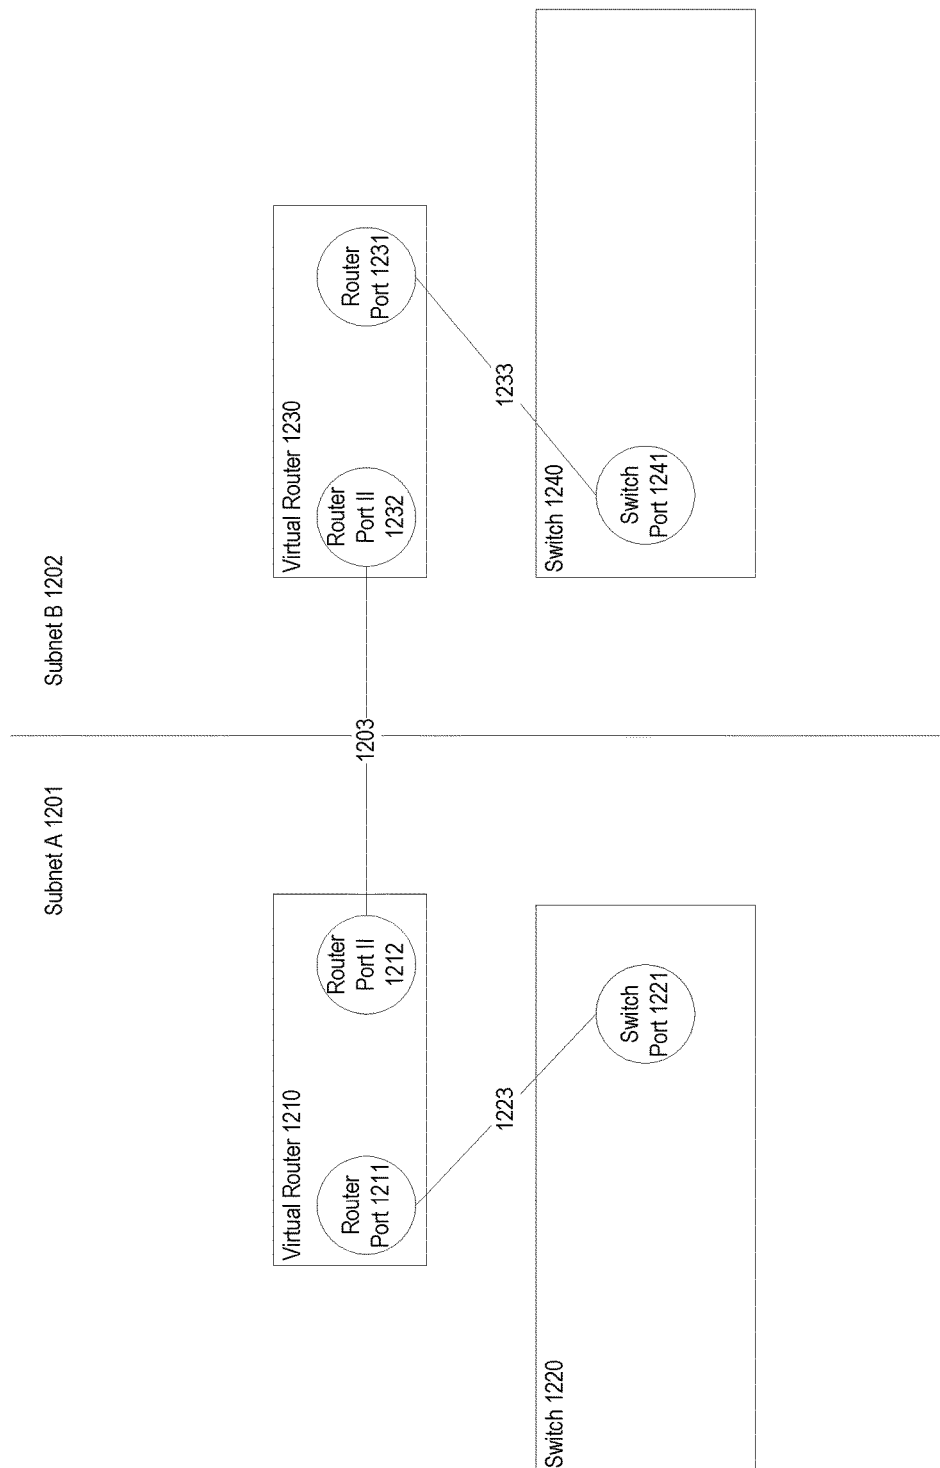 Subnet A 1201
Subnet B 1202
Virtual Router 1210
Router
Port 1211
Router
Port II
1212
1203
Virtual Router 1230
Router
Port II
1232
Router
Port 1231
1223
1233
Switch 1220
Switch
Port 1221
Switch 1240
Switch
Port 1241